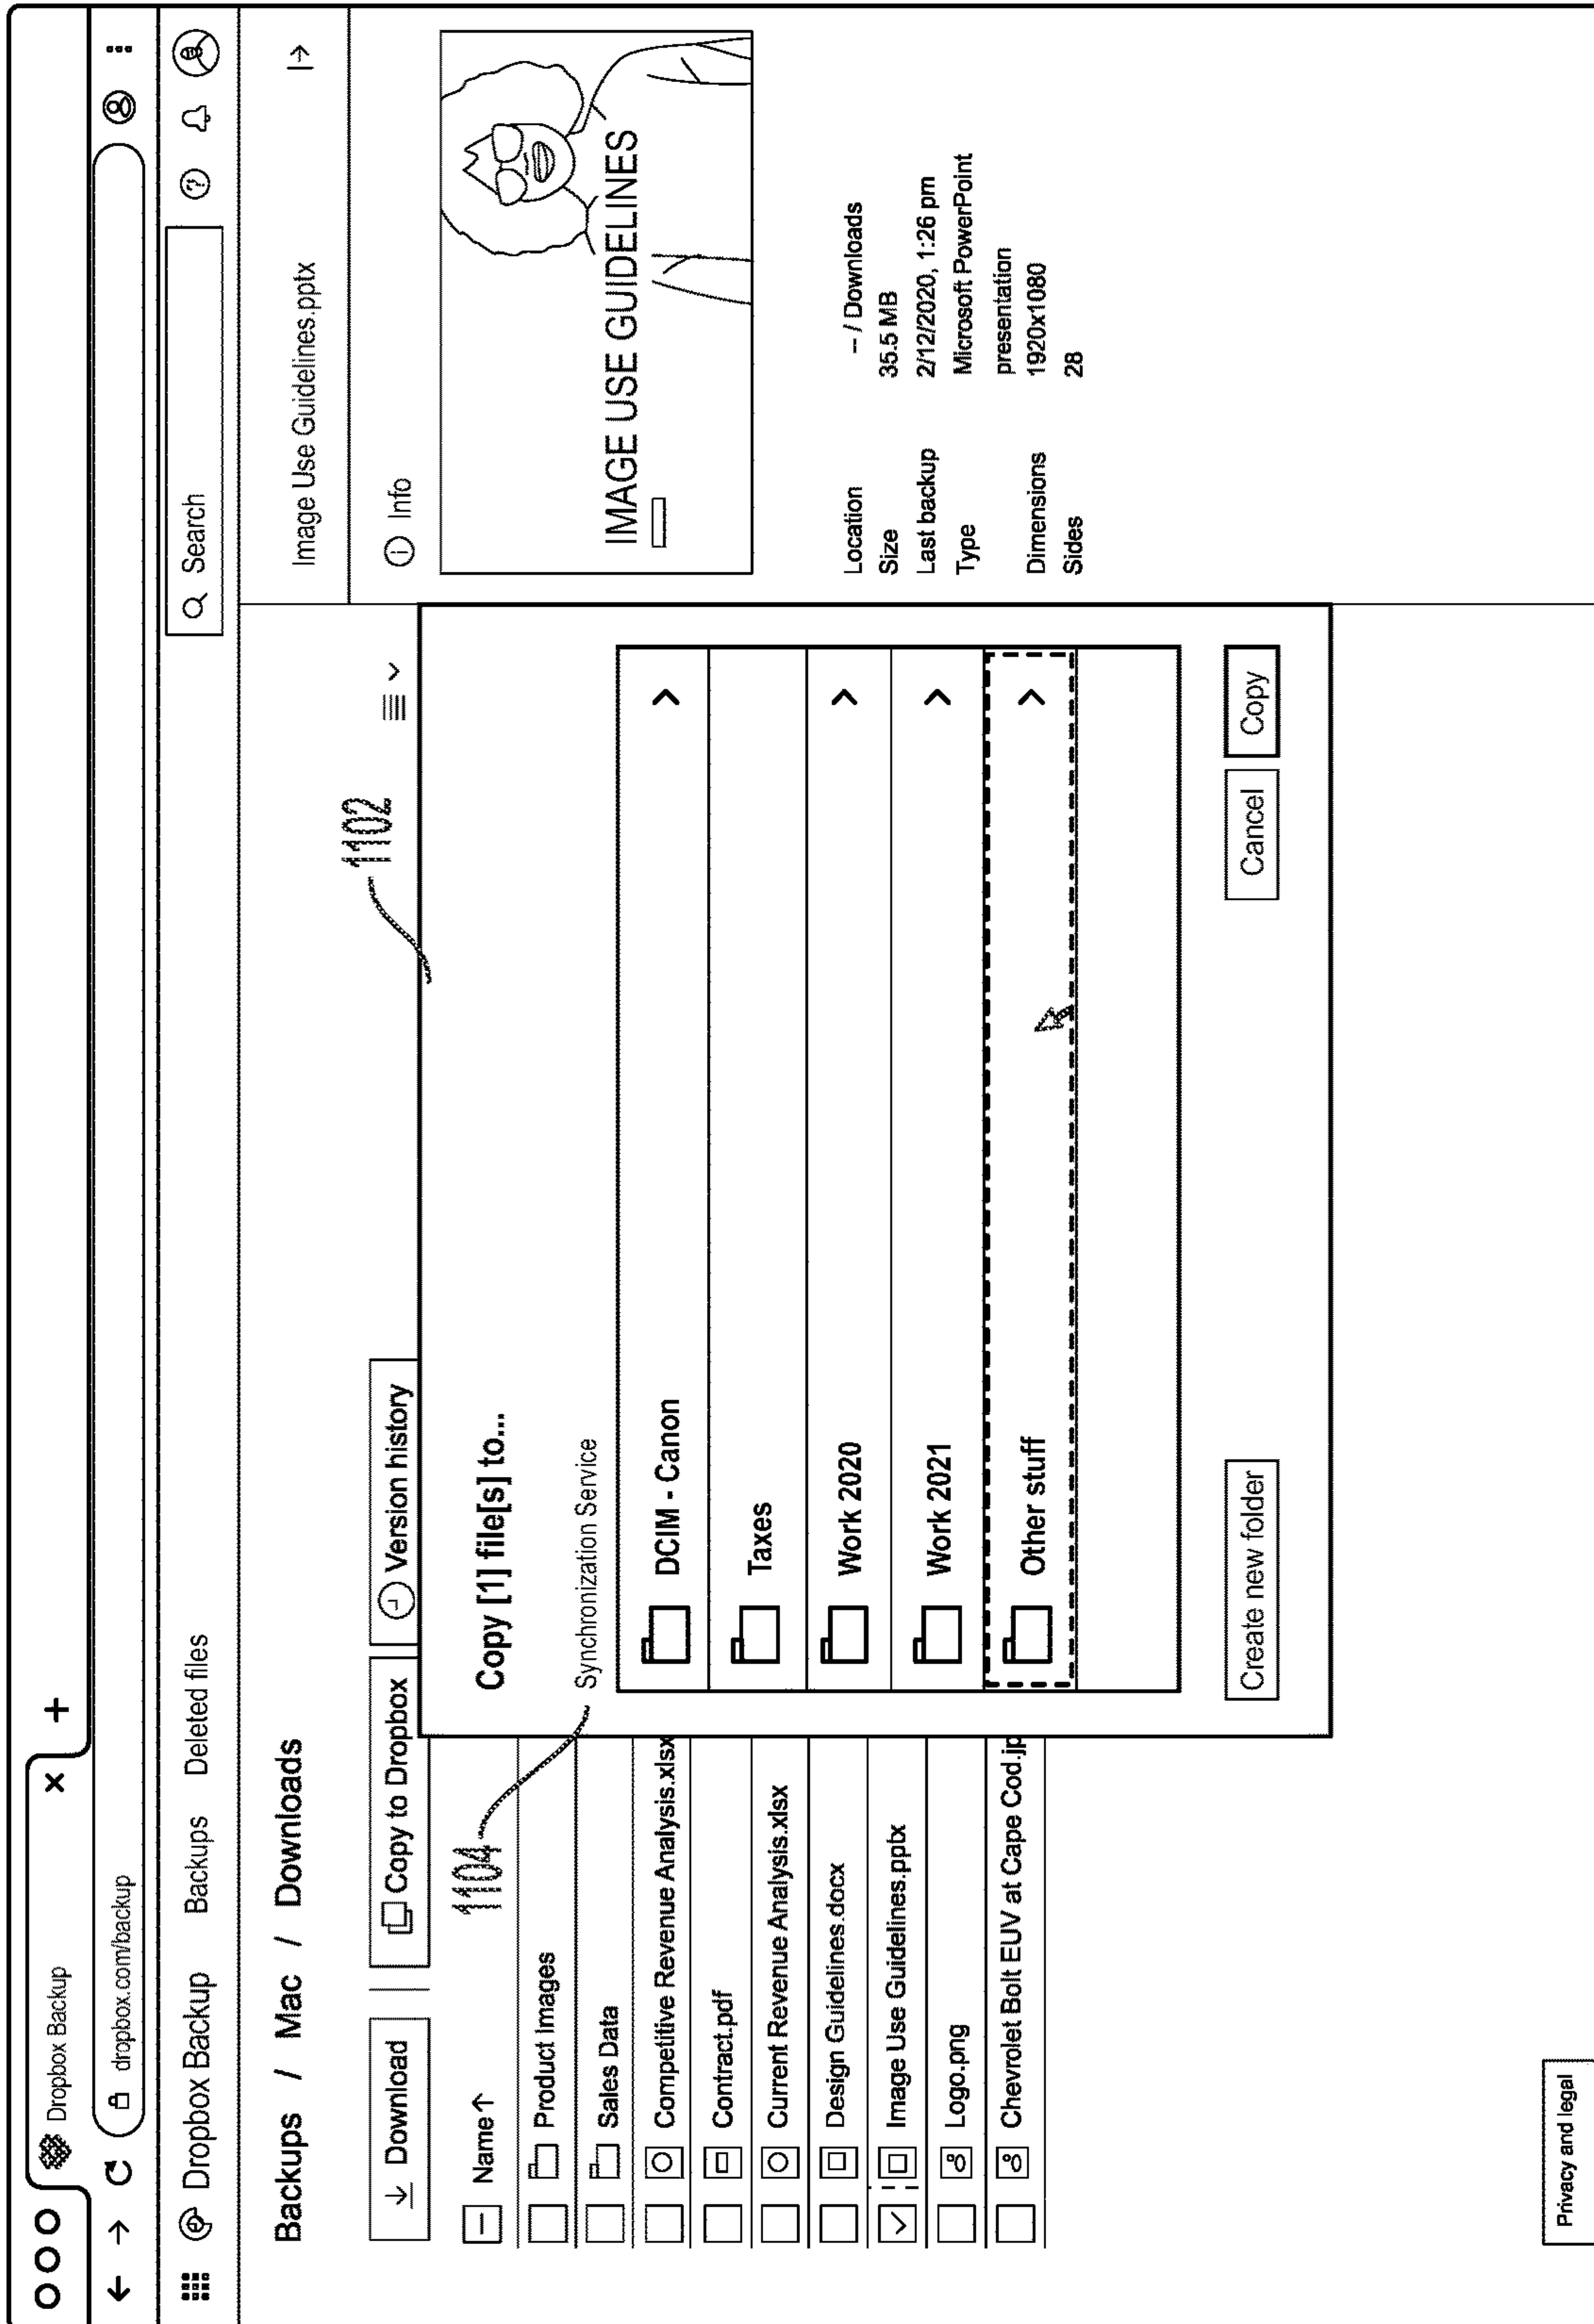 Dropbox Backup × +
dropbox.com/backup
Dropbox Backup Backups Deleted files Search
Backups / Mac / Downloads
Image Use Guidelines.pptx
Download Copy to Dropbox Version history
1102
Info
Name↑
1104
Product Images
Sales Data
Competitive Revenue Analysis.xlsx
Contract.pdf
Current Revenue Analysis.xlsx
Design Guidelines.docx
Image Use Guidelines.pptx
Logo.png
Chevrolet Bolt EUV at Cape Cod.jp
Copy [1] file[s] to...
Synchronization Service
DCIM - Canon
Taxes
Work 2020
Work 2021
Other stuff
Create new folder Cancel Copy
IMAGE USE GUIDELINES
Location -- / Downloads
Size 35.5 MB
Last backup 2/12/2020, 1:26 pm
Type Microsoft PowerPoint
presentation
Dimensions 1920x1080
Sides 28
Privacy and legal